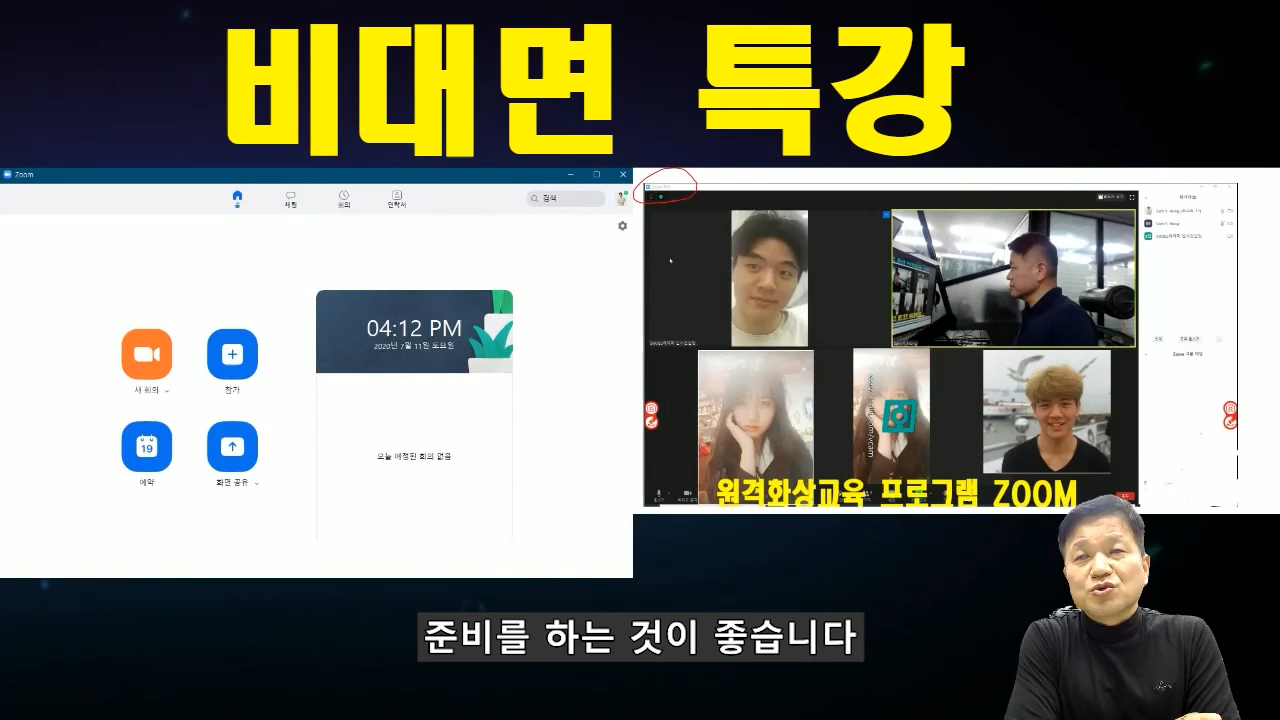 비대면 특강
Zoom
홈
채팅
회의
연락처
검색
04:12 PM
2020년 7월 11일 토요일
새 회의
참가
19
예약
화면 공유
오늘 예정된 회의 없음
원격화상교육 프로그램 ZOOM
준비를 하는 것이 좋습니다